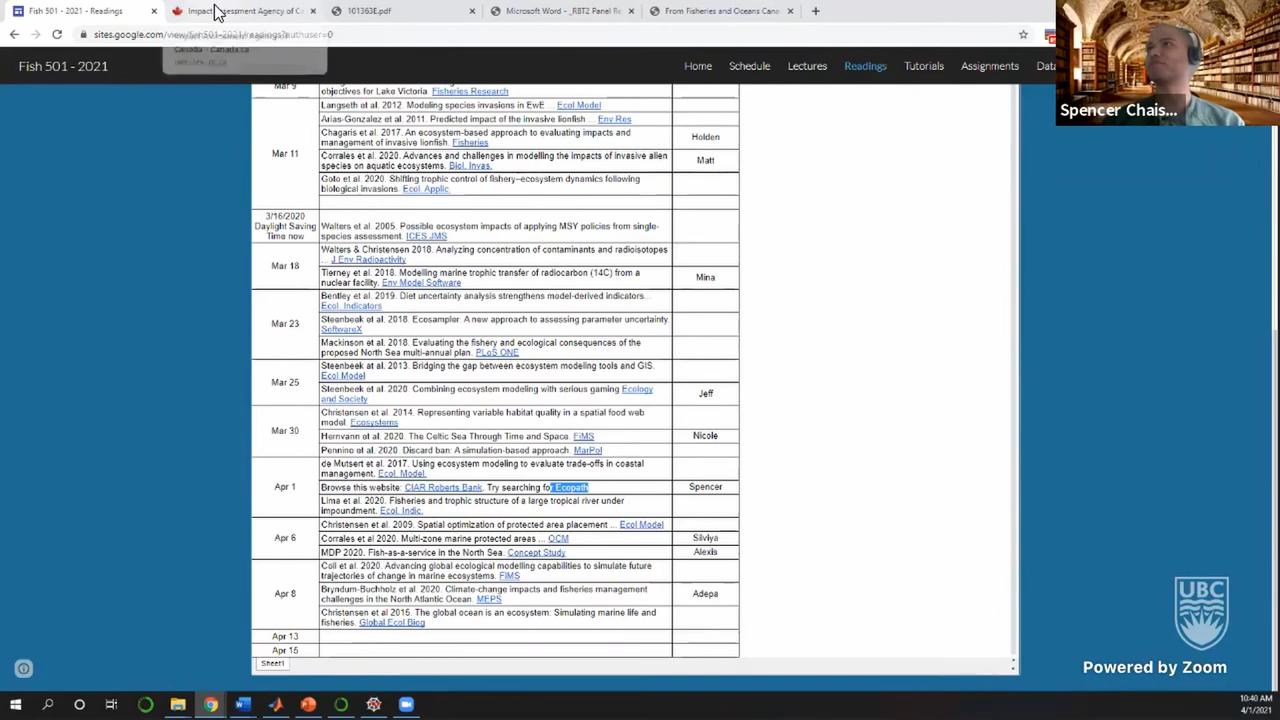 Fish 501 - 2021 - Readings
Impact Assessment Agency of C
101363E.pdf
Microsoft Word - _RBT2 Panel Re
From Fisheries and Oceans Canad
sites.google.com/view/fish501-2021/readings?authuser=0
Canada - Canada.ca
Fish 501 - 2021
Home
Schedule
Lectures
Readings
Tutorials
Assignments
Data
Spencer Chais...
Mar 9
objectives for Lake Victoria. Fisheries Research
Langseth et al. 2012. Modeling species invasions in EwE ... Ecol Model
Arias-Gonzalez et al. 2011. Predicted impact of the invasive lionfish ... Env Res
Mar 11
Chagaris et al. 2017. An ecosystem-based approach to evaluating impacts and
management of invasive lionfish. Fisheries
Holden
Corrales et al. 2020. Advances and challenges in modelling the impacts of invasive alien
species on aquatic ecosystems. Biol. Invas.
Matt
Goto et al. 2020. Shifting trophic control of fishery–ecosystem dynamics following
biological invasions. Ecol. Applic.
3/16/2020
Daylight Saving
Time now
Walters et al. 2005. Possible ecosystem impacts of applying MSY policies from single-
species assessment. ICES JMS
Mar 18
Walters & Christensen 2018. Analyzing concentration of contaminants and radioisotopes
... J Env Radioactivity
Tierney et al. 2018. Modelling marine trophic transfer of radiocarbon (14C) from a
nuclear facility. Env Model Software
Mina
Mar 23
Bentley et al. 2019. Diet uncertainty analysis strengthens model-derived indicators...
Ecol. Indicators
Steenbeek et al. 2018. Ecosampler: A new approach to assessing parameter uncertainty.
SoftwareX
Mackinson et al. 2018. Evaluating the fishery and ecological consequences of the
proposed North Sea multi-annual plan. PLoS ONE
Mar 25
Steenbeek at al. 2013. Bridging the gap between ecosystem modeling tools and GIS.
Ecol Model
Steenbeek et al. 2020. Combining ecosystem modeling with serious gaming Ecology
and Society
Jeff
Mar 30
Christensen et al. 2014. Representing variable habitat quality in a spatial food web
model. Ecosystems
Hernvann et al. 2020. The Celtic Sea Through Time and Space. FiMS
Nicole
Pennino et al. 2020. Discard ban: A simulation-based approach. MarPol
Apr 1
de Mutsert et al. 2017. Using ecosystem modeling to evaluate trade-offs in coastal
management. Ecol. Model.
Browse this website: CIAR Roberts Bank. Try searching for Ecopath
Spencer
Lima et al. 2020. Fisheries and trophic structure of a large tropical river under
impoundment. Ecol. Indic.
Apr 6
Christensen et al. 2009. Spatial optimization of protected area placement ... Ecol Model
Corrales et al 2020. Multi-zone marine protected areas ... OCM
Silviya
MDP 2020. Fish-as-a-service in the North Sea. Concept Study
Alexis
Apr 8
Coll et al. 2020. Advancing global ecological modelling capabilities to simulate future
trajectories of change in marine ecosystems. FiMS
Bryndum-Buchholz et al. 2020. Climate-change impacts and fisheries management
challenges in the North Atlantic Ocean. MEPS
Adepa
Christensen et al 2015. The global ocean is an ecosystem: Simulating marine life and
fisheries. Global Ecol Biog
Apr 13
Apr 15
Sheet1
UBC
Powered by Zoom
10:40 AM
4/1/2021